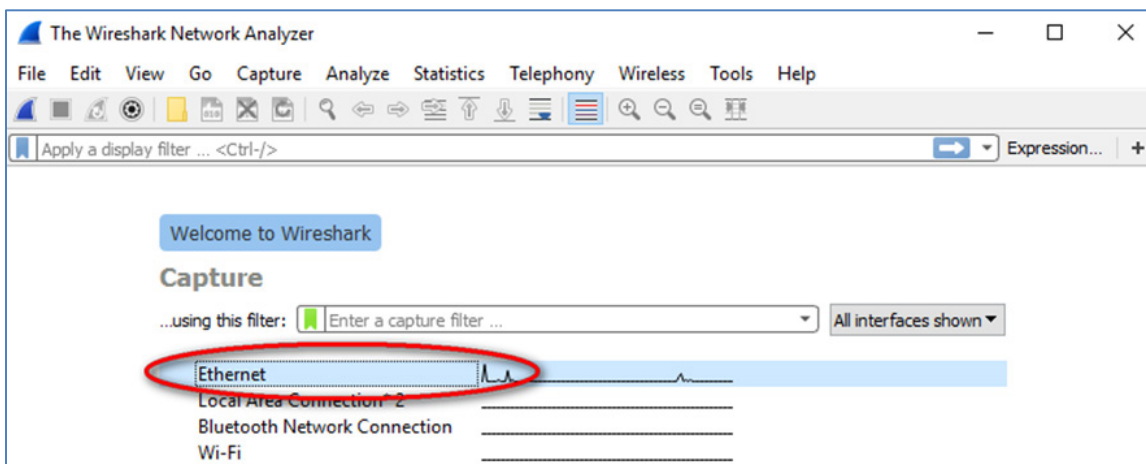 The Wireshark Network Analyzer
File Edit View Go Capture Analyze Statistics Telephony Wireless Tools Help
Apply a display filter ... <Ctrl-/> Expression... +
Welcome to Wireshark
Capture
...using this filter: Enter a capture filter ... All interfaces shown
Ethernet
Local Area Connection* 2
Bluetooth Network Connection
Wi-Fi